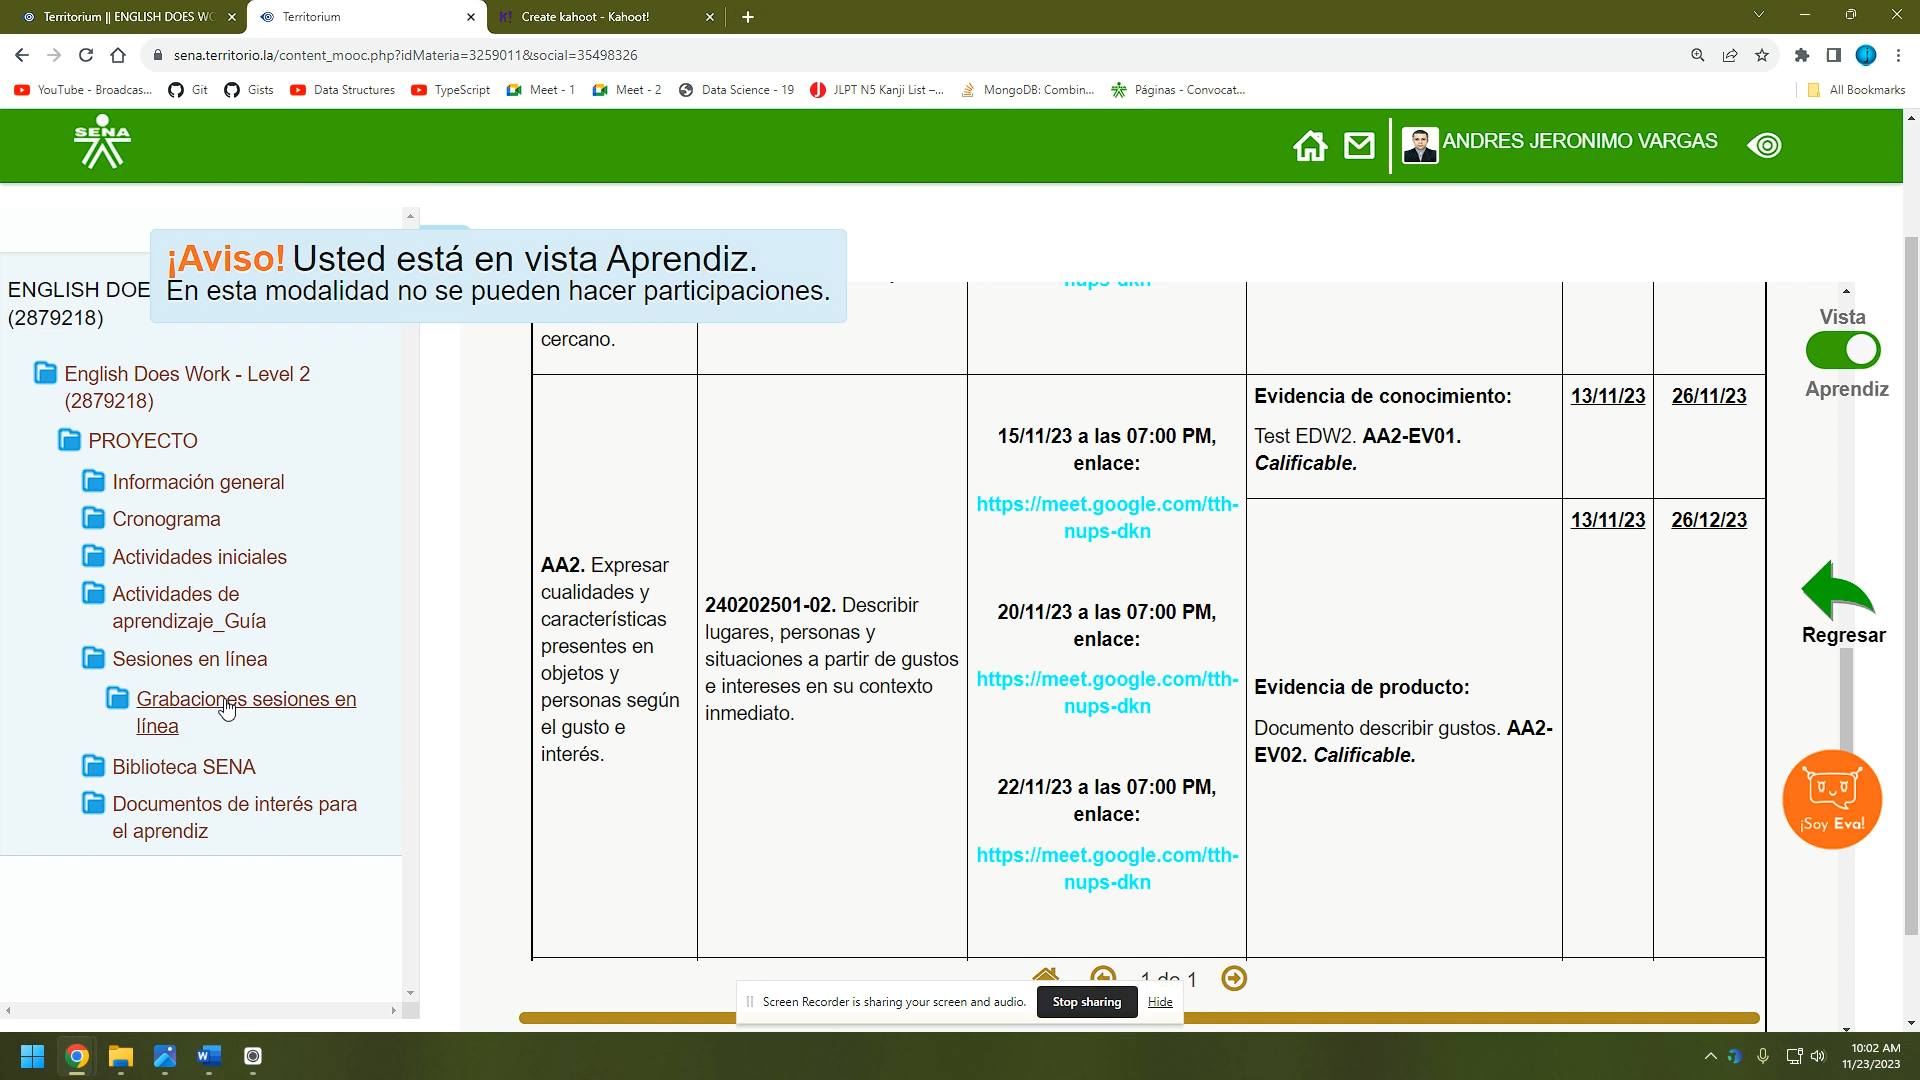 Territorium || ENGLISH DOES WO
Territorium
Create kahoot - Kahoot!
sena.territorio.la/content_mooc.php?idMateria=3259011&social=35498326
YouTube - Broadcas...
Git
Gists
Data Structures
TypeScript
Meet - 1
Meet - 2
Data Science - 19
JLPT N5 Kanji List –...
MongoDB: Combin...
Páginas - Convocat...
All Bookmarks
SENA
ANDRES JERONIMO VARGAS
¡Aviso! Usted está en vista Aprendiz.
En esta modalidad no se pueden hacer participaciones.
ENGLISH DOE
(2879218)
English Does Work - Level 2
(2879218)
PROYECTO
Información general
Cronograma
Actividades iniciales
Actividades de
aprendizaje_Guía
Sesiones en línea
Grabaciones sesiones en
línea
Biblioteca SENA
Documentos de interés para
el aprendiz
cercano.
nups-dkn
AA2. Expresar
cualidades y
características
presentes en
objetos y
personas según
el gusto e
interés.
240202501-02. Describir
lugares, personas y
situaciones a partir de gustos
e intereses en su contexto
inmediato.
15/11/23 a las 07:00 PM,
enlace:
https://meet.google.com/tth-
nups-dkn
20/11/23 a las 07:00 PM,
enlace:
https://meet.google.com/tth-
nups-dkn
22/11/23 a las 07:00 PM,
enlace:
https://meet.google.com/tth-
nups-dkn
Evidencia de conocimiento:
Test EDW2. AA2-EV01.
Calificable.
13/11/23
26/11/23
Evidencia de producto:
Documento describir gustos. AA2-
EV02. Calificable.
13/11/23
26/12/23
Vista
Aprendiz
Regresar
¡Soy Eva!
1 de 1
Screen Recorder is sharing your screen and audio.
Stop sharing
Hide
10:02 AM
11/23/2023